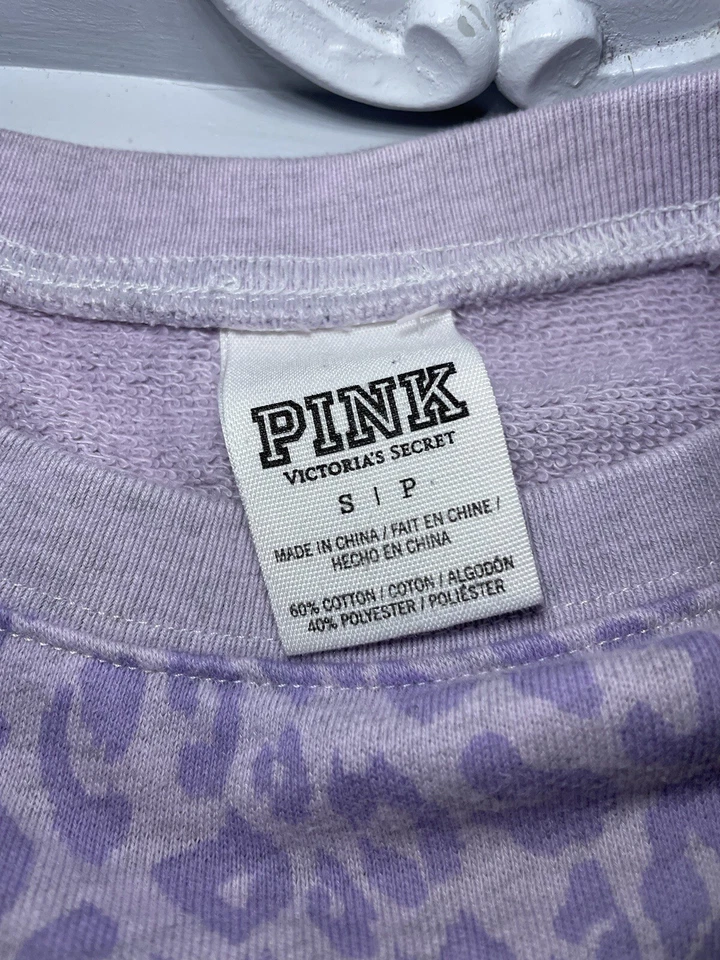 PINK
VICTORIA'S SECRET
S | P
MADE IN CHINA / FAIT EN CHINE /
HECHO EN CHINA
60% COTTON / COTON / ALGODÓN
40% POLYESTER / POLIÉSTER